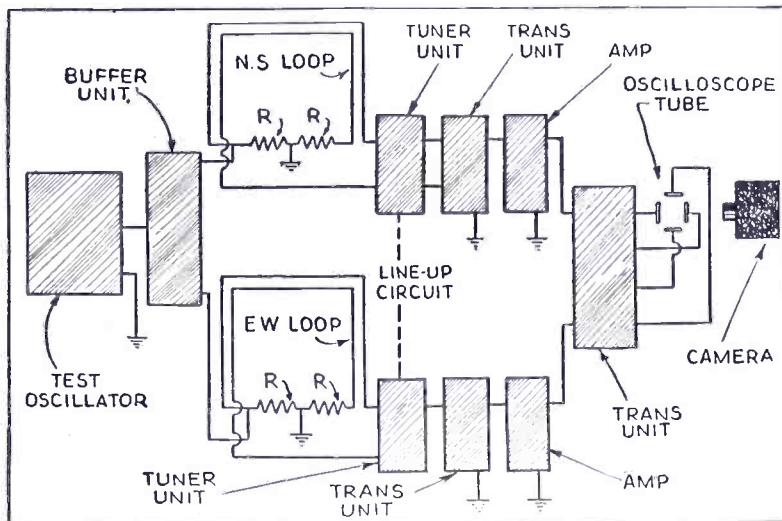 TUNER
UNIT
TRANS
UNIT
AMP
N.S LOOP
BUFFER
UNIT.
OSCILLOSCOPE
TUBE
R
R
LINE-UP
CIRCUIT
EW LOOP
R
R
CAMERA
TEST
OSCILLATOR
TRANS
UNIT
TUNER
UNIT
TRANS
UNIT
AMP